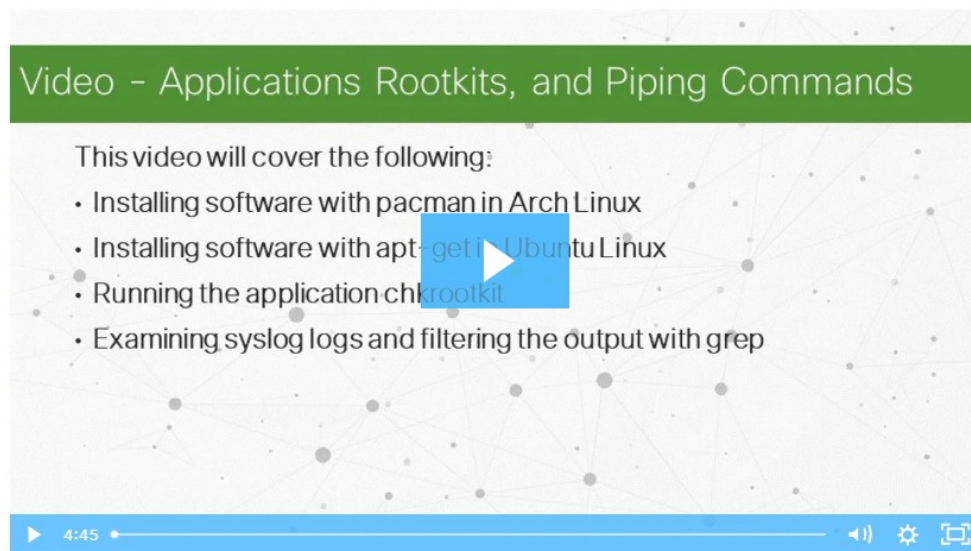 Video - Applications Rootkits, and Piping Commands
This video will cover the following:
• Installing software with pacman in Arch Linux
• Installing software with apt-get in Ubuntu Linux
• Running the application chkrootkit
• Examining syslog logs and filtering the output with grep
4:45